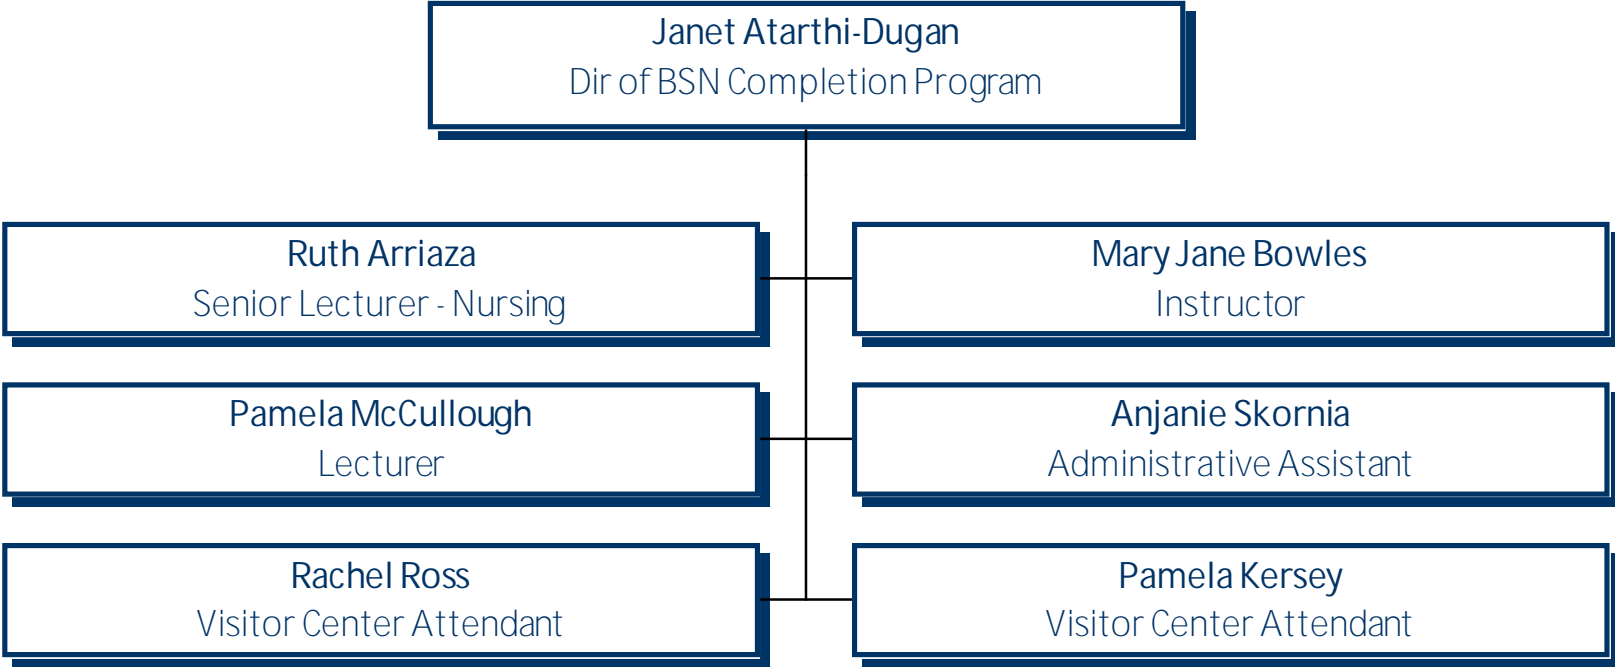 Janet Atarthi-Dugan
Dir of BSN Completion Program
Ruth Arriaza
Senior Lecturer - Nursing
Mary Jane Bowles
Instructor
Pamela McCullough
Lecturer
Anjanie Skornia
Administrative Assistant
Rachel Ross
Visitor Center Attendant
Pamela Kersey
Visitor Center Attendant